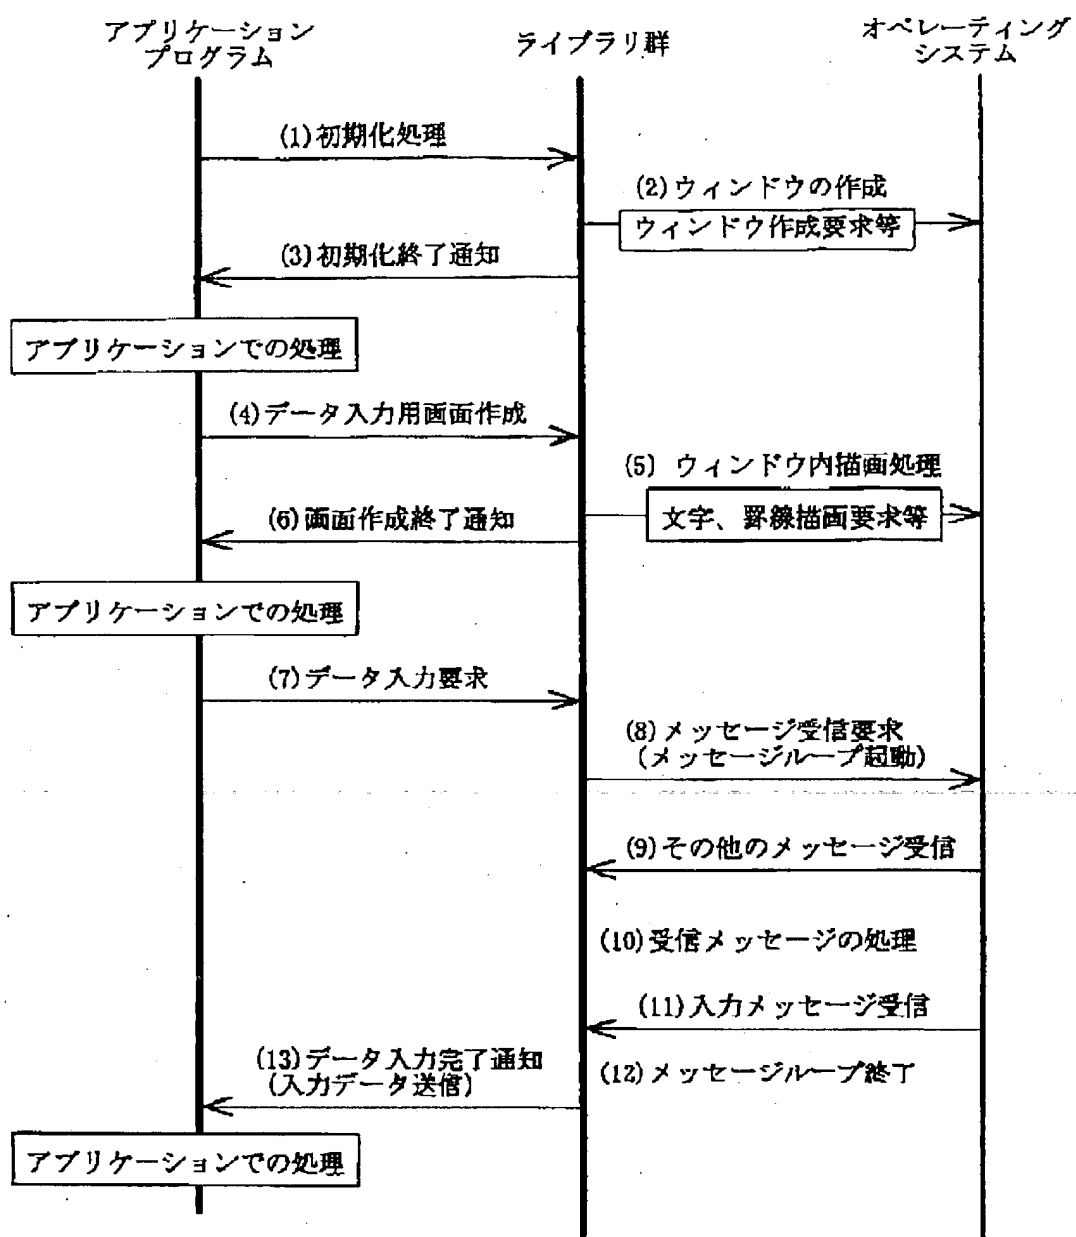 アプリケーション
プログラム
ライブラリ群
オペレーティング
システム
(1)初期化処理
(2)ウィンドウの作成
ウィンドウ作成要求等
(3)初期化終了通知
アプリケーションでの処理
(4)データ入力用画面作成
(5) ウィンドウ内描画処理
文字、罫線描画要求等
(6)画面作成終了通知
アプリケーションでの処理
(7)データ入力要求
(8)メッセージ受信要求
(メッセージループ起動)
(9)その他のメッセージ受信
(10)受信メッセージの処理
(11)入力メッセージ受信
(12)メッセージループ終了
(13)データ入力完了通知
(入力データ送信)
アプリケーションでの処理